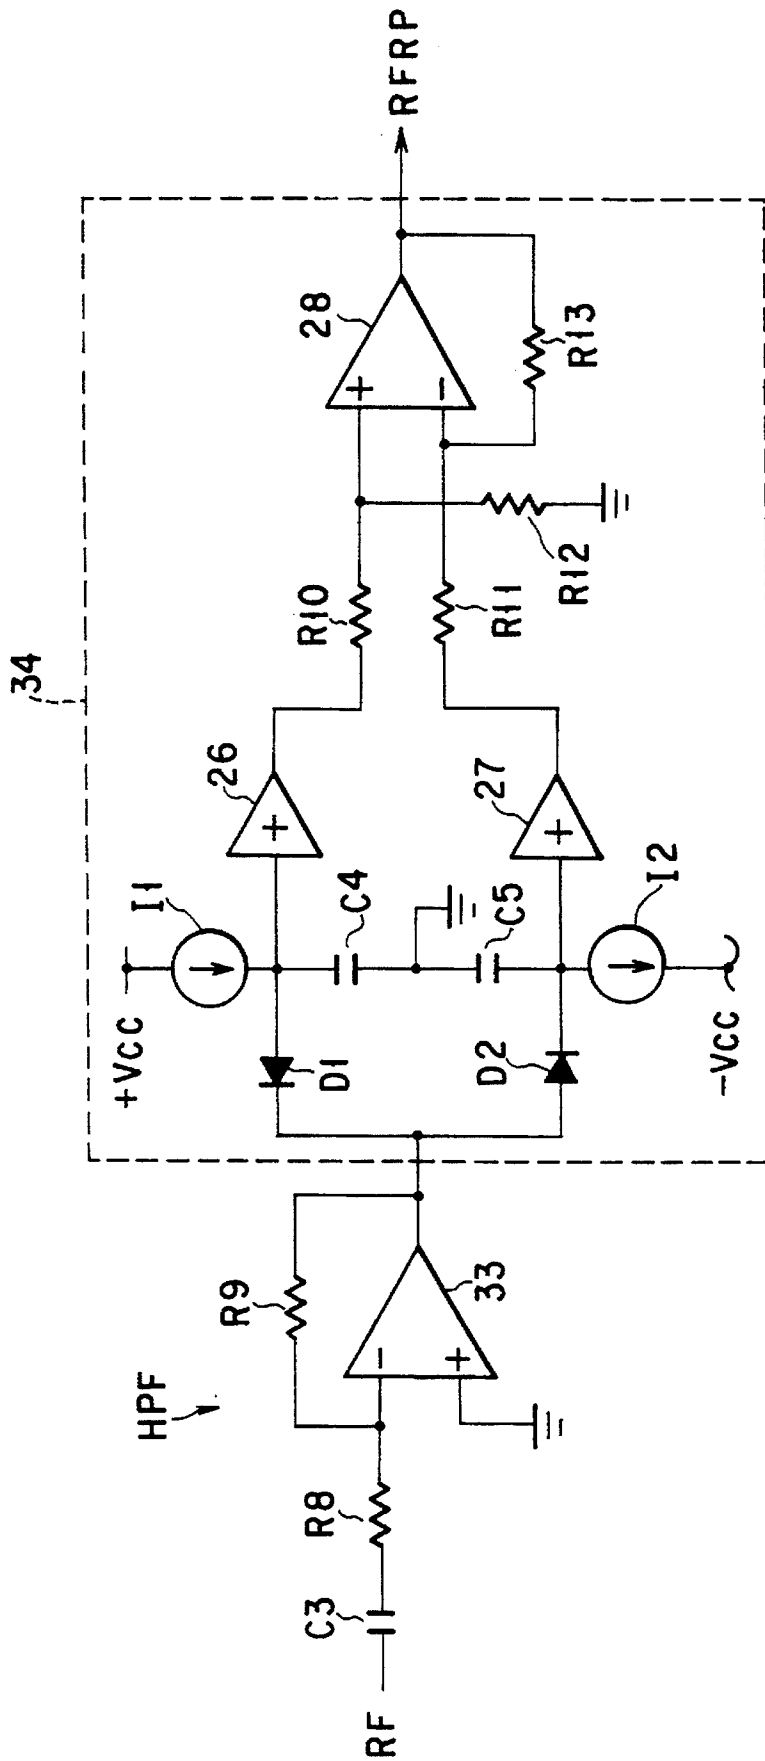 34
+VCC
I1
26
R10
28
RFRP
D1
C4
HPF
R9
R8
C3
RF
33
D2
C5
27
R11
R12
R13
-VCC
I2
+
-
+
+
+
-